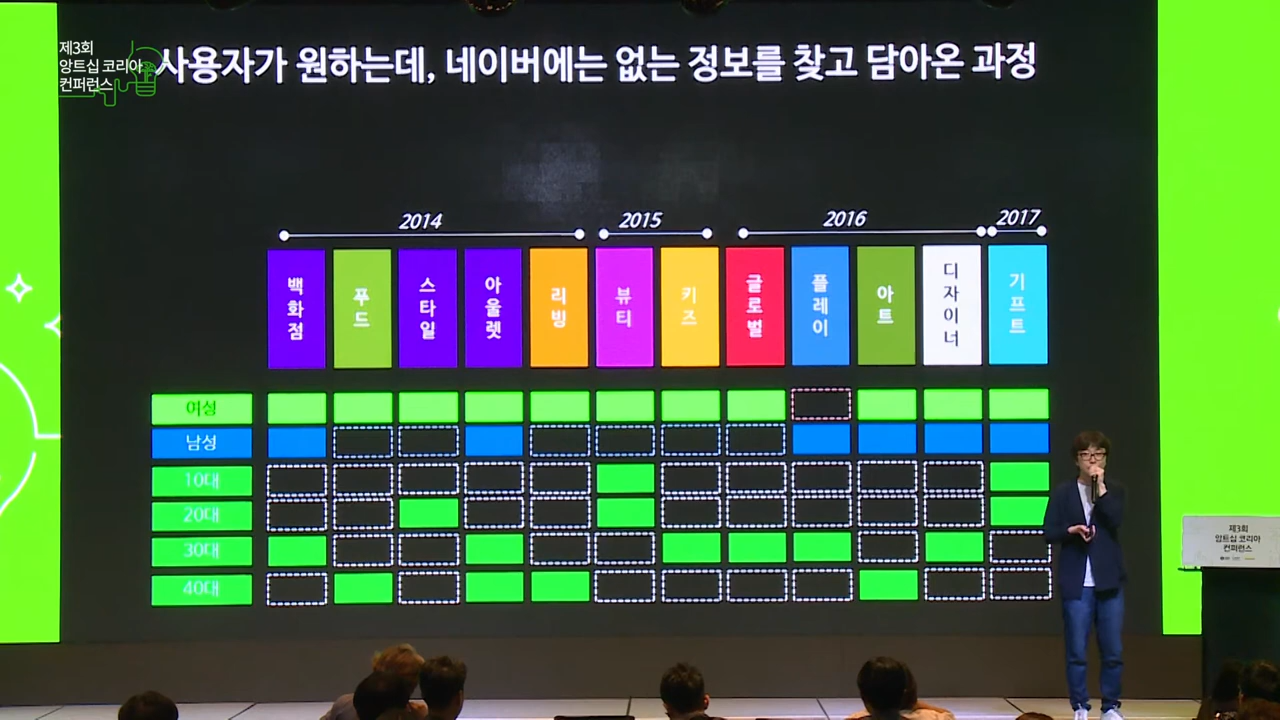 제3회
앙트십 코리아
컨퍼런스
사용자가 원하는데, 네이버에는 없는 정보를 찾고 담아온 과정
2014
2015
2016
2017
백화점
푸드
스타일
아울렛
리빙
뷰티
키즈
글로벌
플레이
아트
디자이너
기프트
여성
남성
10대
20대
30대
40대
제3회
앙트십 코리아
컨퍼런스